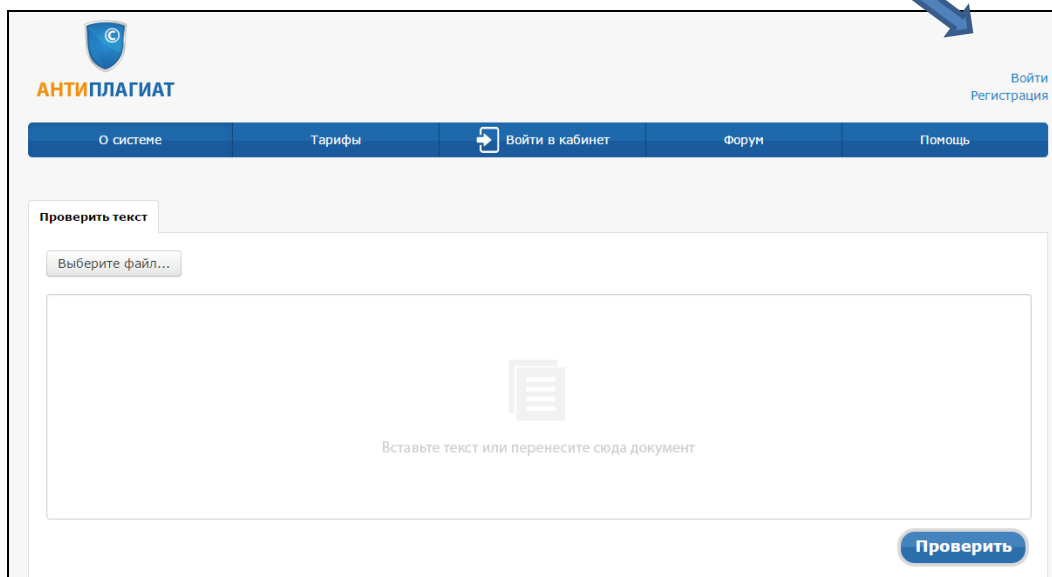 ©
АНТИПЛАГИАТ
Войти
Регистрация
О системе Тарифы Войти в кабинет Форум Помощь
Проверить текст
Выберите файл...
Вставьте текст или перенесите сюда документ
Проверить